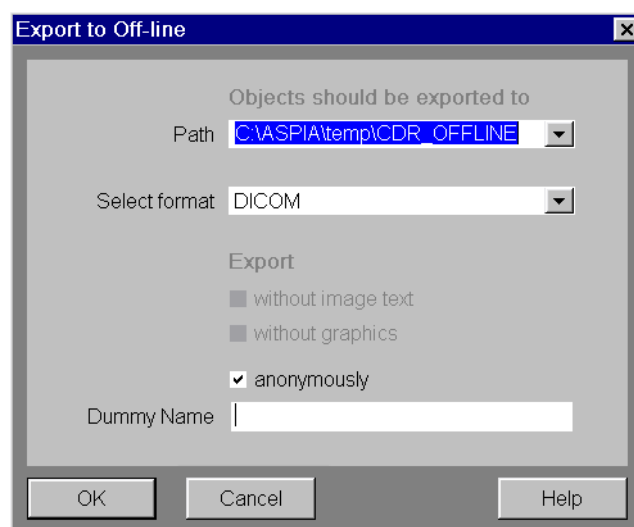 Export to Off-line
Objects should be exported to
Path C:\ASPIA\temp\CDR_OFFLINE
Select format DICOM
Export
without image text
without graphics
anonymously
Dummy Name
OK Cancel Help